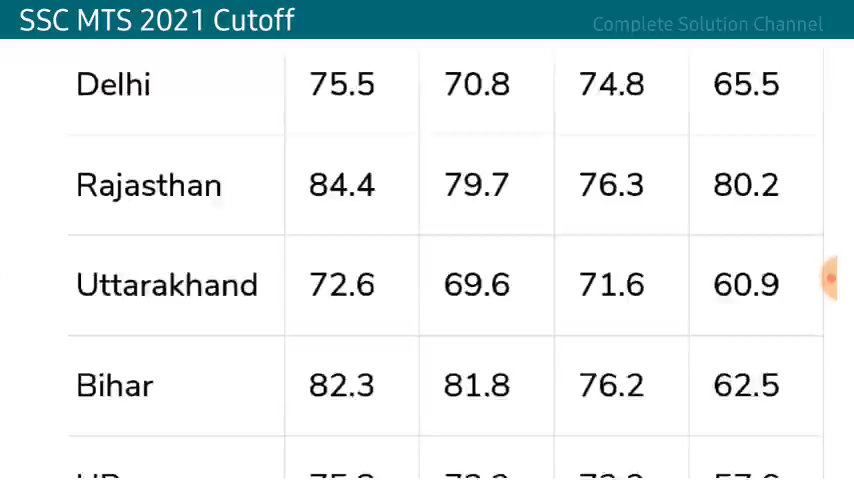 SSC MTS 2021 Cutoff
Complete Solution Channel
Delhi 75.5 70.8 74.8 65.5
Rajasthan 84.4 79.7 76.3 80.2
Uttarakhand 72.6 69.6 71.6 60.9
Bihar 82.3 81.8 76.2 62.5